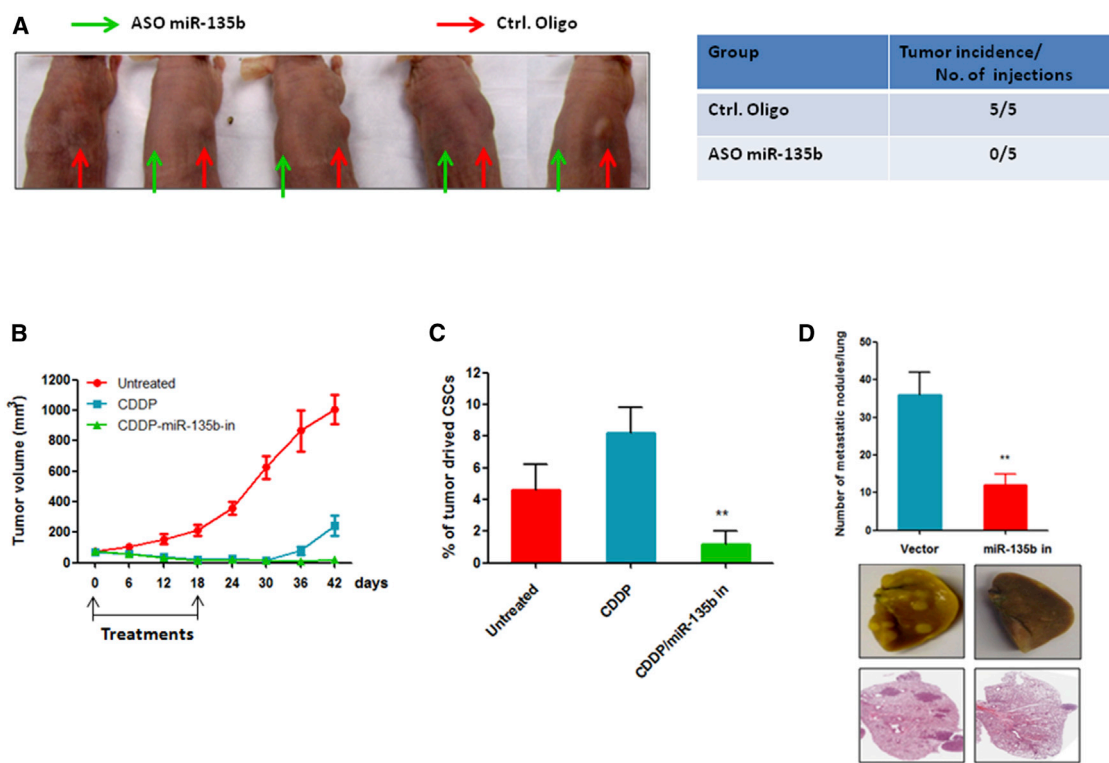 A
ASO miR-135b
Ctrl. Oligo
Group
Tumor incidence/
No. of injections
Ctrl. Oligo
5/5
ASO miR-135b
0/5
B
Tumor volume (mm³)
1200
1000
800
600
400
200
0
Untreated
CDDP
CDDP-miR-135b-in
0 6 12 18 24 30 36 42 days
Treatments
C
% of tumor drived CSCs
12
10
8
6
4
2
0
**
Untreated
CDDP
CDDP/miR-135b in
D
Number of metastatic nodules/lung
50
40
30
20
10
0
**
Vector
miR-135b in